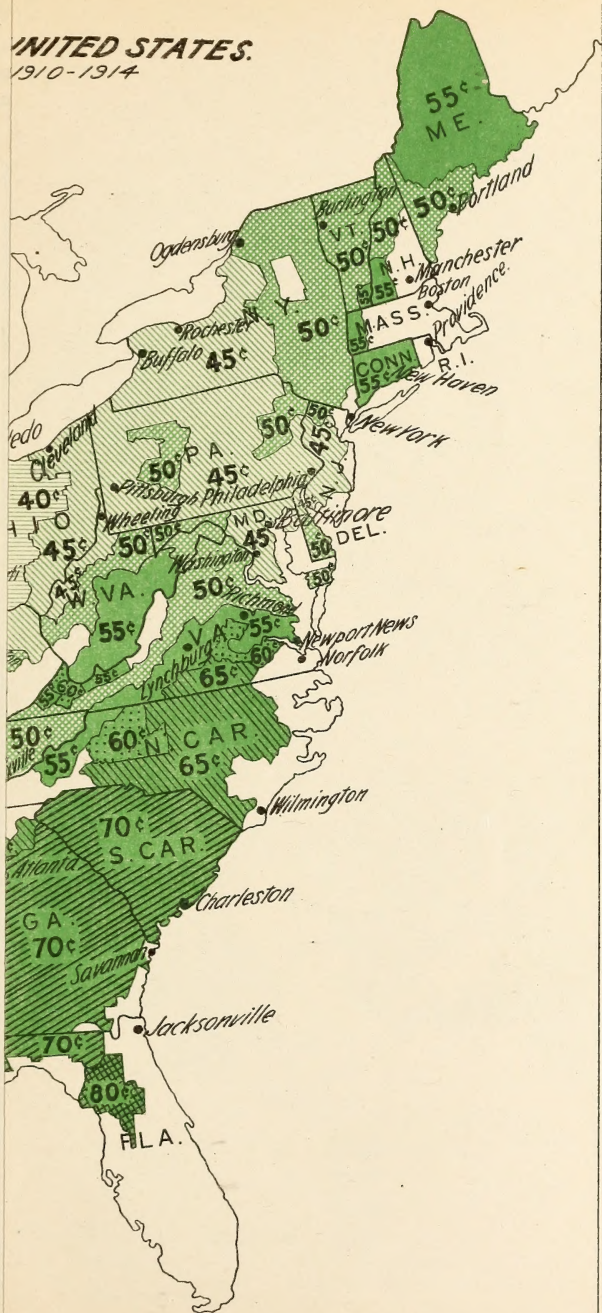 UNITED STATES.
1910-1914
55¢
ME.
Burlington
50¢
Portland
Ogdensburg
VT.
50¢
50¢
N.H.
Manchester
55¢
55¢
Boston
N.Y.
50¢
MASS.
Providence.
Rochester
55¢
Buffalo
45¢
CONN
55¢
R.I.
New Haven
50¢
New York
45¢
Cleveland
50¢
50¢
PA.
45¢
40¢
Pittsburgh
Philadelphia
N.J.
Wheeling
MD.
Baltimore
45¢
50¢
50¢
45
50
DEL.
Washington
45¢
50¢
W. VA.
50¢
Richmond
55¢
VA.
55¢
Newport News
60¢
Norfolk
Lynchburg
65¢
55¢
60¢
55¢
50¢
60¢
N. CAR.
55¢
65¢
Wilmington
70¢
S. CAR.
Atlanta
Charleston
GA.
70¢
Savannah
Jacksonville
70¢
80¢
FLA.